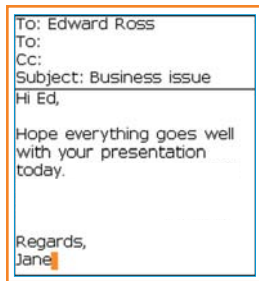 To: Edward Ross
To:
Cc:
Subject: Business issue
Hi Ed,
Hope everything goes well
with your presentation
today.
Regards,
Jane